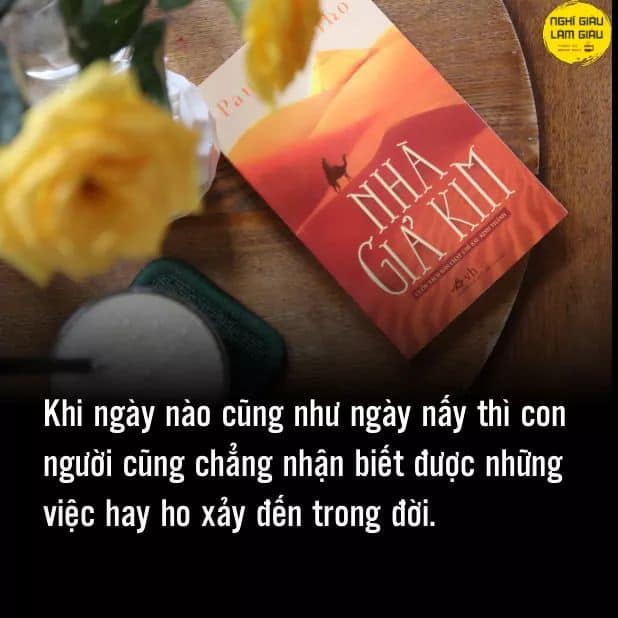 NGHĨ GIÀU
LÀM GIÀU
NHÀ
GIẢ KIM
Khi ngày nào cũng như ngày nấy thì con
người cũng chẳng nhận biết được những
việc hay ho xảy đến trong đời.